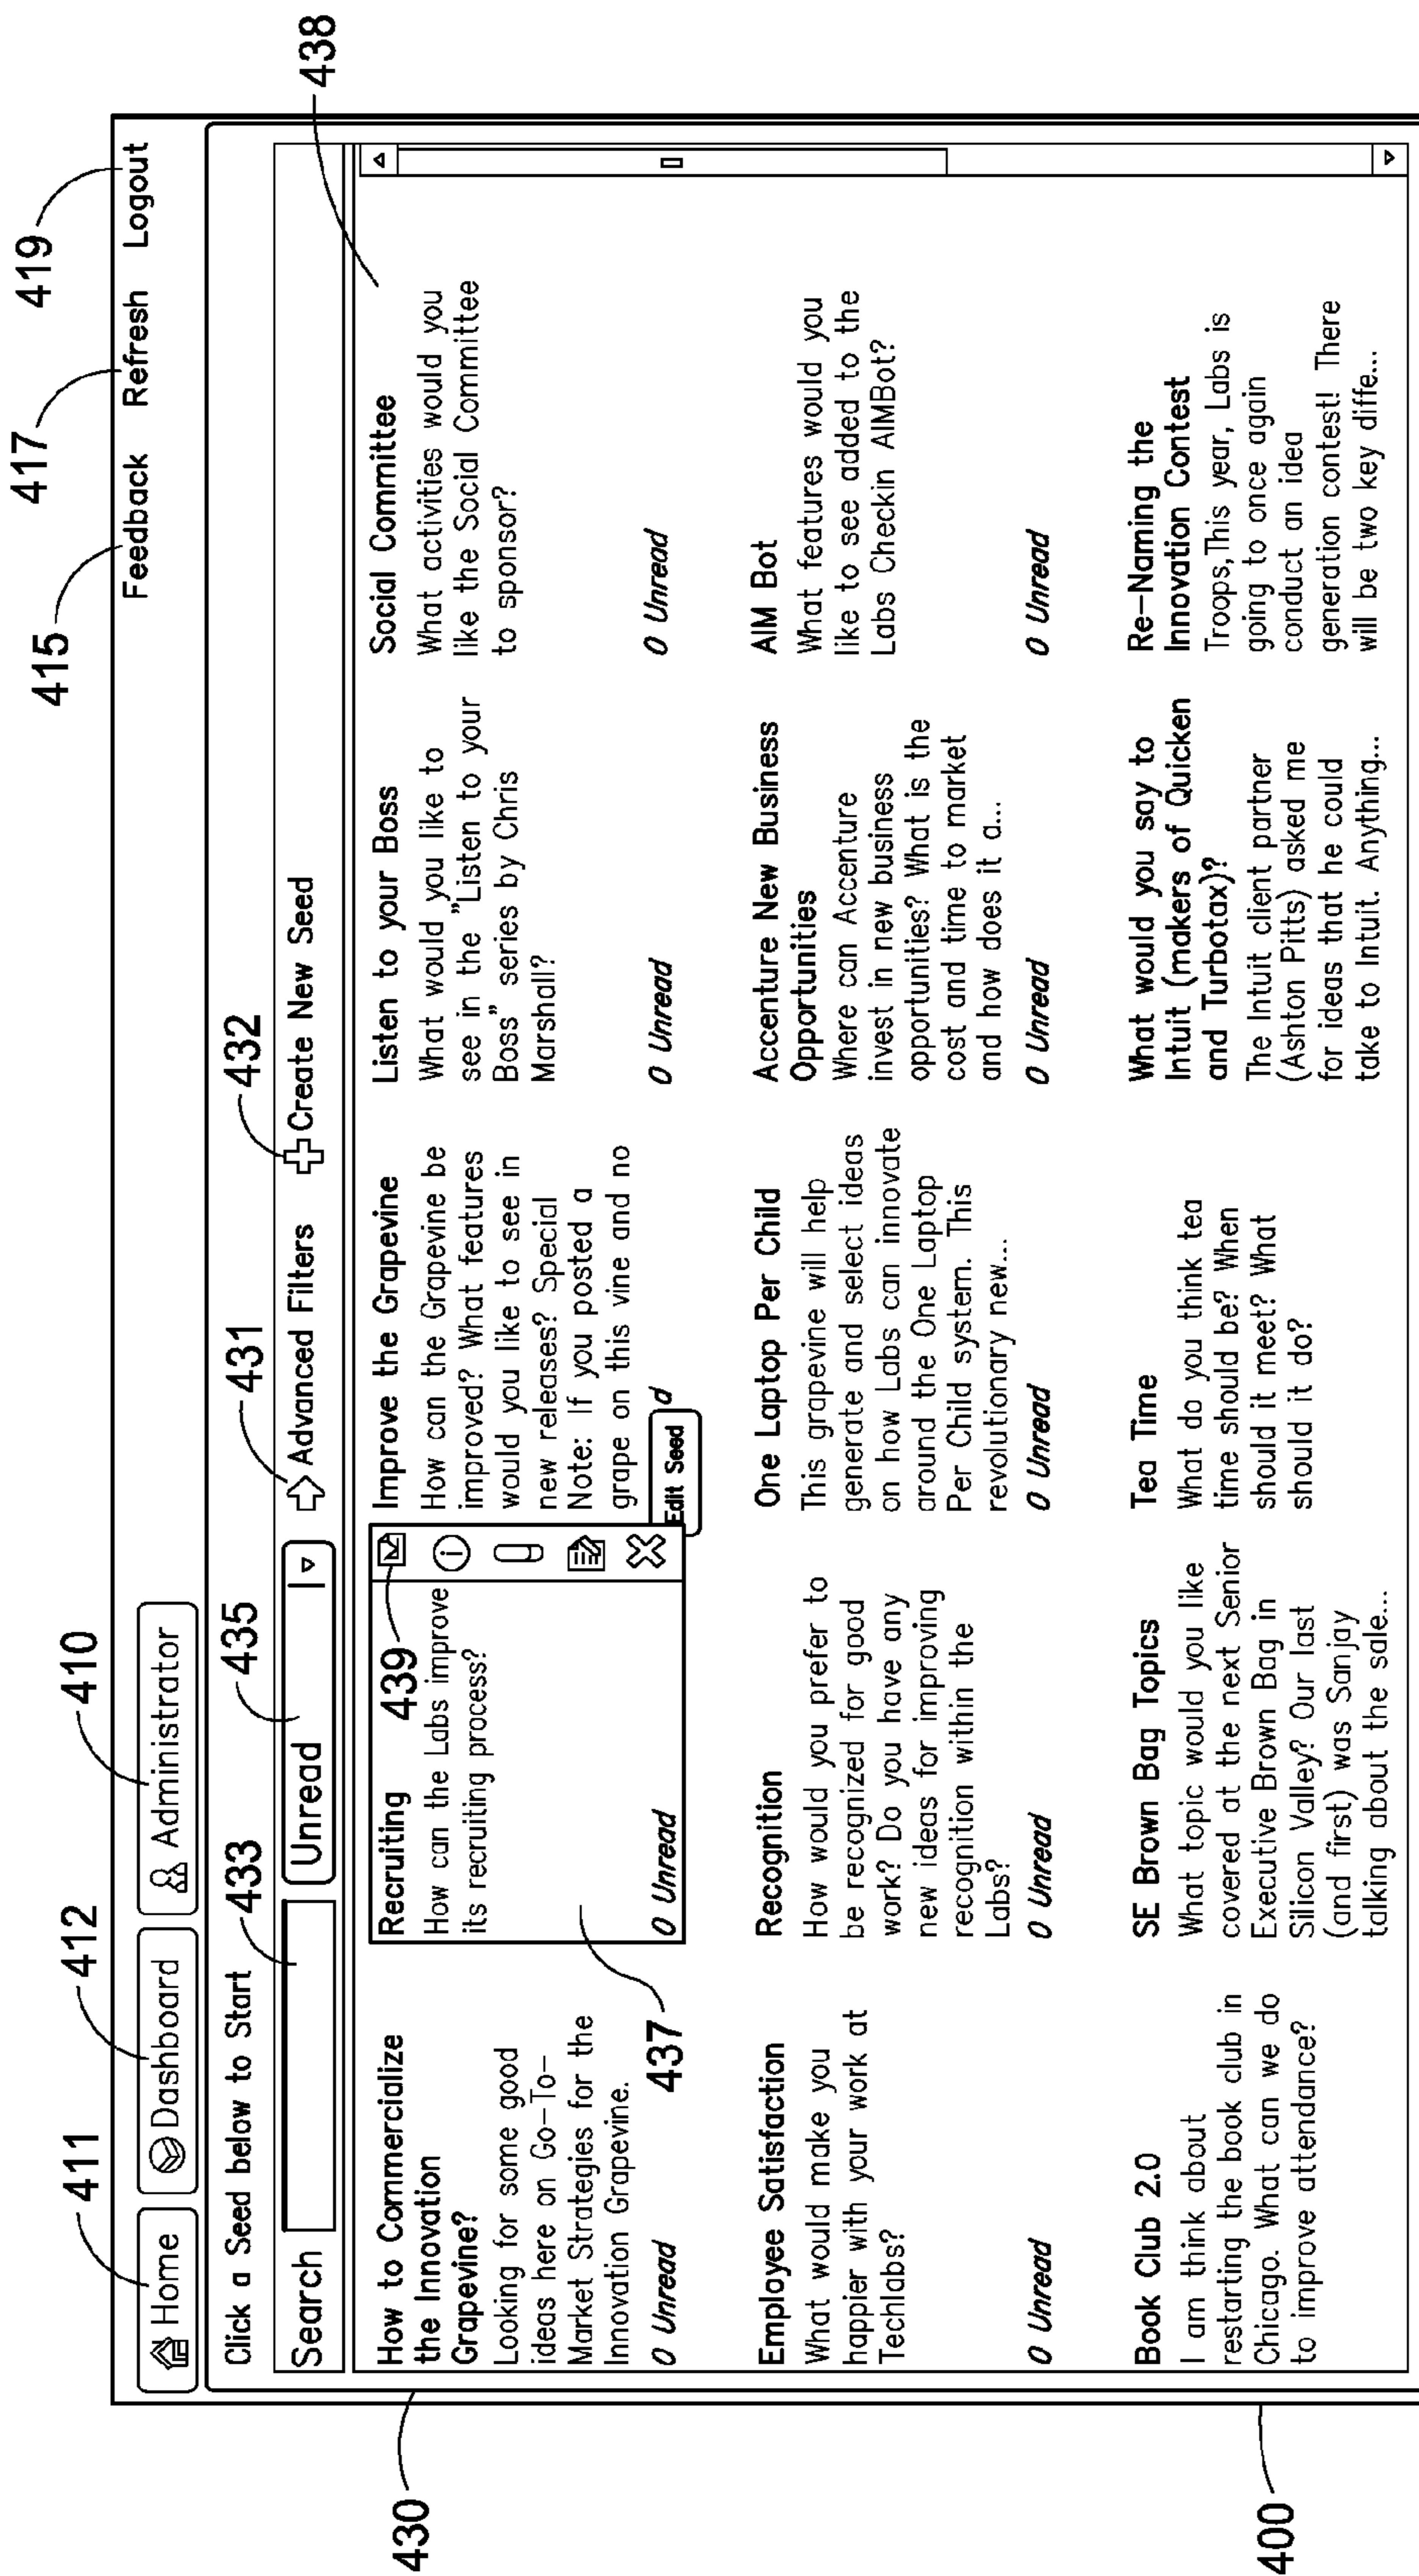 411
412
410
415
417
419
Home
Dashboard
Administrator
Feedback
Refresh
Logout
430
Click a Seed below to Start
433
435
431
432
438
Search
Unread
Advanced Filters
Create New Seed
How to Commercialize
the Innovation
Grapevine?
Looking for some good
ideas here on Go-To-
Market Strategies for the
Innovation Grapevine.
0 Unread
437
Recruiting
439
How can the Labs improve
its recruiting process?
0 Unread
Edit Seed
Improve the Grapevine
How can the Grapevine be
improved? What features
would you like to see in
new releases? Special
Note: If you posted a
grape on this vine and no
d
Listen to your Boss
What would you like to
see in the "Listen to your
Boss" series by Chris
Marshall?
0 Unread
Social Committee
What activities would you
like the Social Committee
to sponsor?
0 Unread
Employee Satisfaction
What would make you
happier with your work at
Techlabs?
0 Unread
Recognition
How would you prefer to
be recognized for good
work? Do you have any
new ideas for improving
recognition within the
Labs?
0 Unread
One Laptop Per Child
This grapevine will help
generate and select ideas
on how Labs can innovate
around the One Laptop
Per Child system. This
revolutionary new...
0 Unread
Accenture New Business
Opportunities
Where can Accenture
invest in new business
opportunities? What is the
cost and time to market
and how does it a...
0 Unread
AIM Bot
What features would you
like to see added to the
Labs Checkin AIMBot?
0 Unread
Book Club 2.0
I am think about
restarting the book club in
Chicago. What can we do
to improve attendance?
SE Brown Bag Topics
What topic would you like
covered at the next Senior
Executive Brown Bag in
Silicon Valley? Our last
(and first) was Sanjay
talking about the sale...
Tea Time
What do you think tea
time should be? When
should it meet? What
should it do?
What would you say to
Intuit (makers of Quicken
and Turbotax)?
The Intuit client partner
(Ashton Pitts) asked me
for ideas that he could
take to Intuit. Anything...
Re-Naming the
Innovation Contest
Troops,This year, Labs is
going to once again
conduct an idea
generation contest! There
will be two key diffe...
400